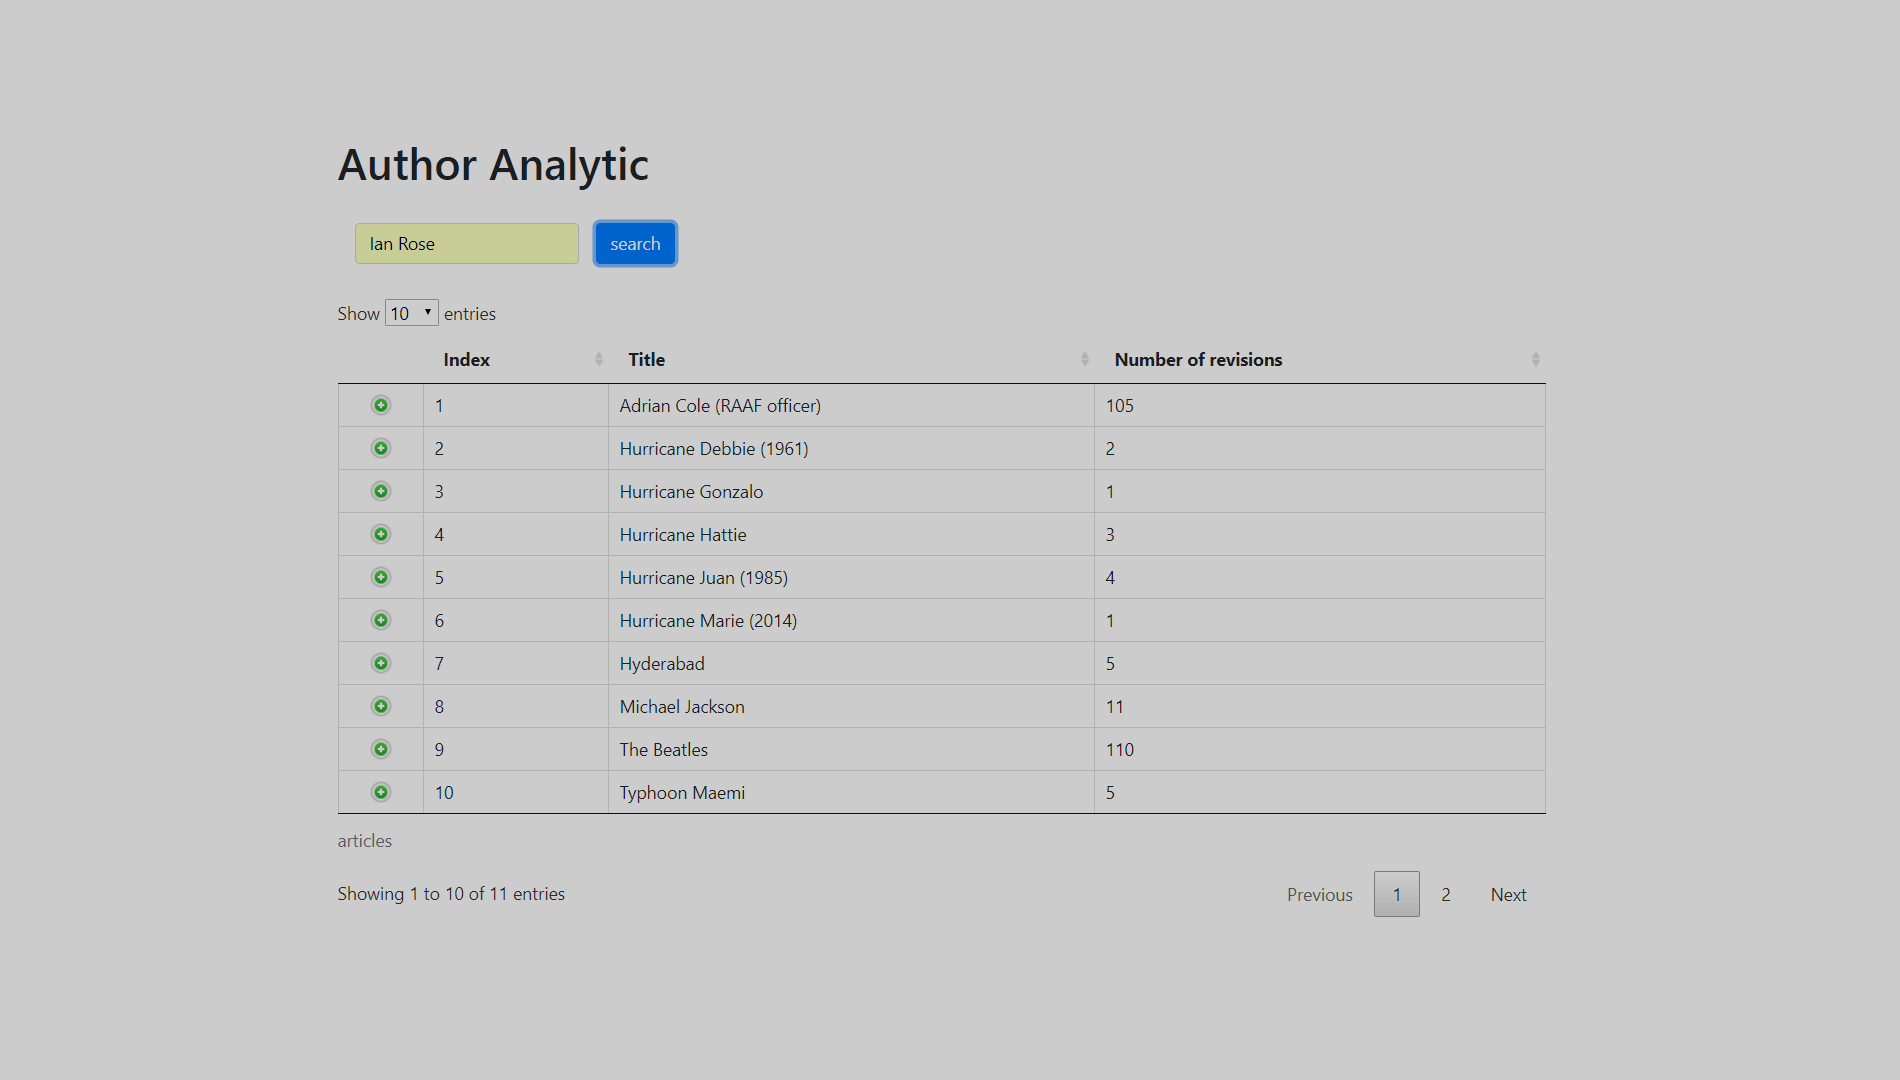 Author Analytic
Ian Rose search
Show 10 entries
Index Title Number of revisions
1 Adrian Cole (RAAF officer) 105
2 Hurricane Debbie (1961) 2
3 Hurricane Gonzalo 1
4 Hurricane Hattie 3
5 Hurricane Juan (1985) 4
6 Hurricane Marie (2014) 1
7 Hyderabad 5
8 Michael Jackson 11
9 The Beatles 110
10 Typhoon Maemi 5
articles
Showing 1 to 10 of 11 entries Previous 1 2 Next